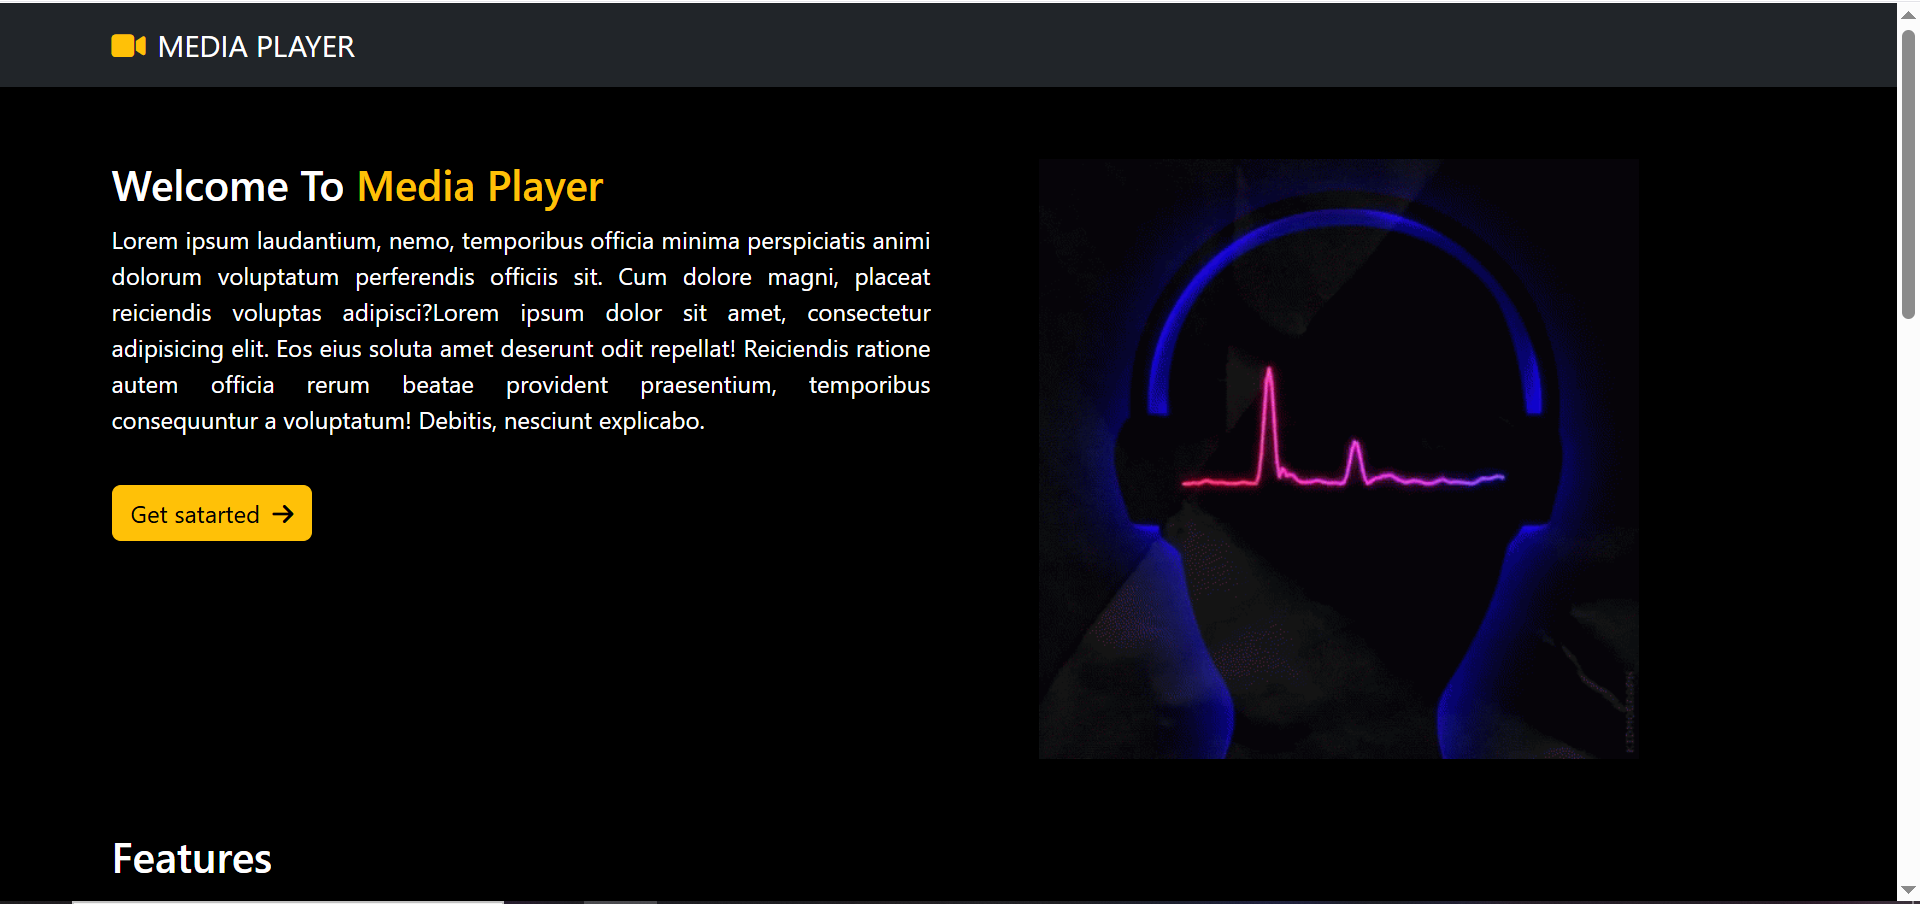 MEDIA PLAYER
Welcome To Media Player
Lorem ipsum laudantium, nemo, temporibus officia minima perspiciatis animi
dolorum voluptatum perferendis officiis sit. Cum dolore magni, placeat
reiciendis voluptas adipisci?Lorem ipsum dolor sit amet, consectetur
adipisicing elit. Eos eius soluta amet deserunt odit repellat! Reiciendis ratione
autem officia rerum beatae provident praesentium, temporibus
consequuntur a voluptatum! Debitis, nesciunt explicabo.
Get satarted
KIDMOGRAPH
Features